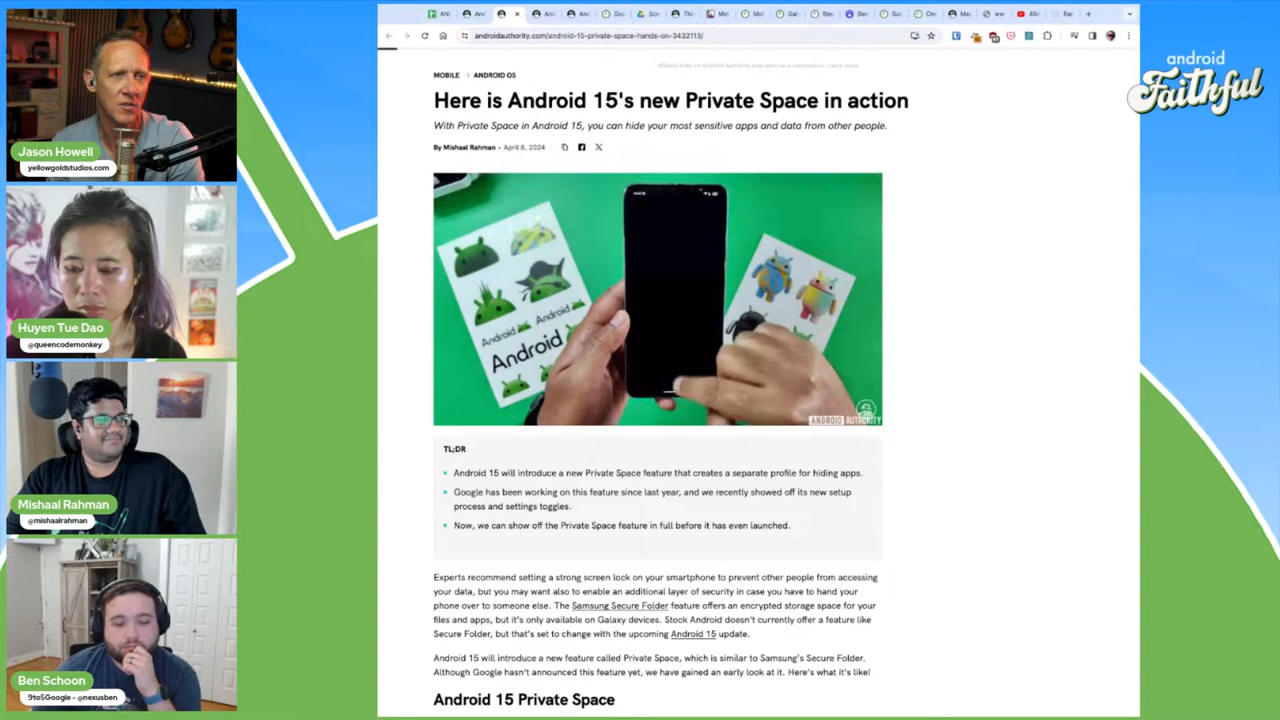 Jason Howell
yellowgoldstudios.com
Huyen Tue Dao
@queencodemonkey
Mishaal Rahman
@mishaalrahman
Ben Schoon
9to5Google - @nexusben
androidauthority.com/android-15-private-space-hands-on-3432113/
android
Faithful
MOBILE > ANDROID OS
Here is Android 15's new Private Space in action
With Private Space in Android 15, you can hide your most sensitive apps and data from other people.
By Mishaal Rahman • April 8, 2024
Android Android
Android
ANDROID AUTHORITY
TL;DR
Android 15 will introduce a new Private Space feature that creates a separate profile for hiding apps.
Google has been working on this feature since last year, and we recently showed off its new setup
process and settings toggles.
Now, we can show off the Private Space feature in full before it has even launched.
Experts recommend setting a strong screen lock on your smartphone to prevent other people from accessing
your data, but you may want also to enable an additional layer of security in case you have to hand your
phone over to someone else. The Samsung Secure Folder feature offers an encrypted storage space for your
files and apps, but it's only available on Galaxy devices. Stock Android doesn't currently offer a feature like
Secure Folder, but that's set to change with the upcoming Android 15 update.
Android 15 will introduce a new feature called Private Space, which is similar to Samsung's Secure Folder.
Although Google hasn't announced this feature yet, we have gained an early look at it. Here's what it's like!
Android 15 Private Space